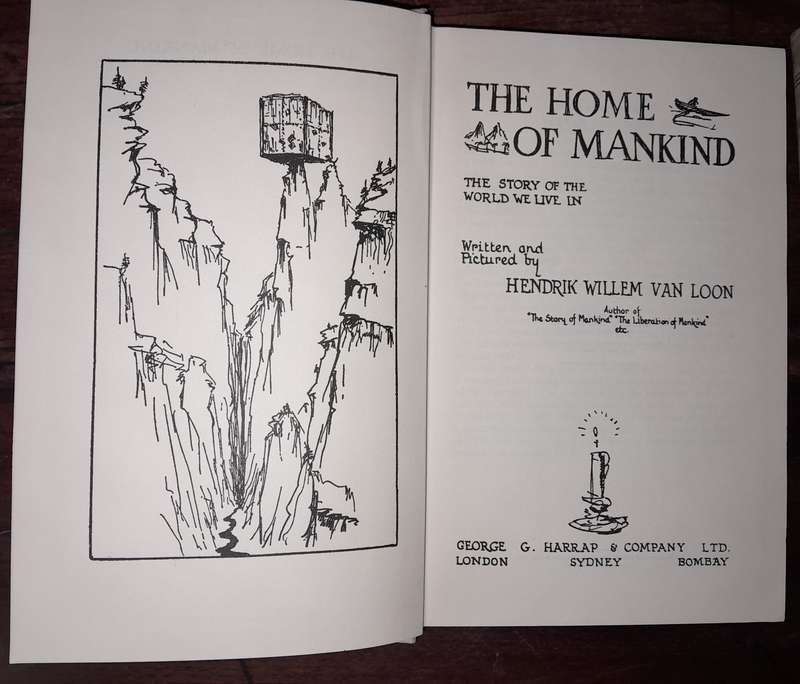 THE HOME
OF MANKIND
THE STORY OF THE
WORLD WE LIVE IN
Written and
Pictured by
HENDRIK WILLEM VAN LOON
Author of
"The Story of Mankind" "The Liberation of Mankind"
etc.
GEORGE G. HARRAP & COMPANY LTD.
LONDON SYDNEY BOMBAY